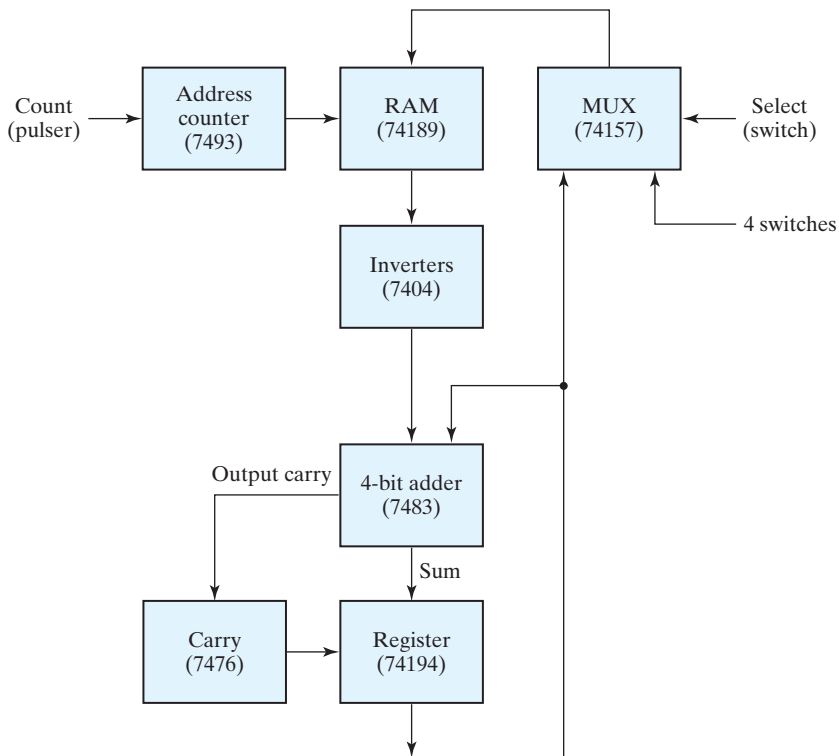 Count
(pulser)
Address
counter
(7493)
RAM
(74189)
MUX
(74157)
Select
(switch)
4 switches
Inverters
(7404)
Output carry
4-bit adder
(7483)
Sum
Carry
(7476)
Register
(74194)